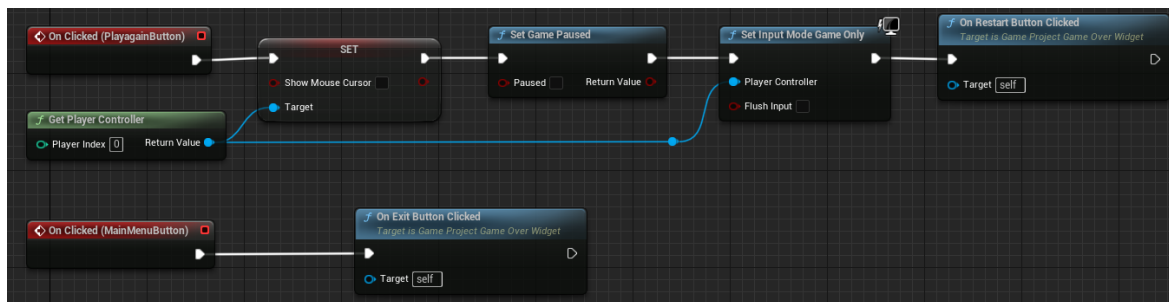 On Clicked (PlayagainButton)
SET
Show Mouse Cursor
Target
f Set Game Paused
Paused
Return Value
f Set Input Mode Game Only
Player Controller
Flush Input
f On Restart Button Clicked
Target is Game Project Game Over Widget
Target self
f Get Player Controller
Player Index 0
Return Value
On Clicked (MainMenuButton)
f On Exit Button Clicked
Target is Game Project Game Over Widget
Target self